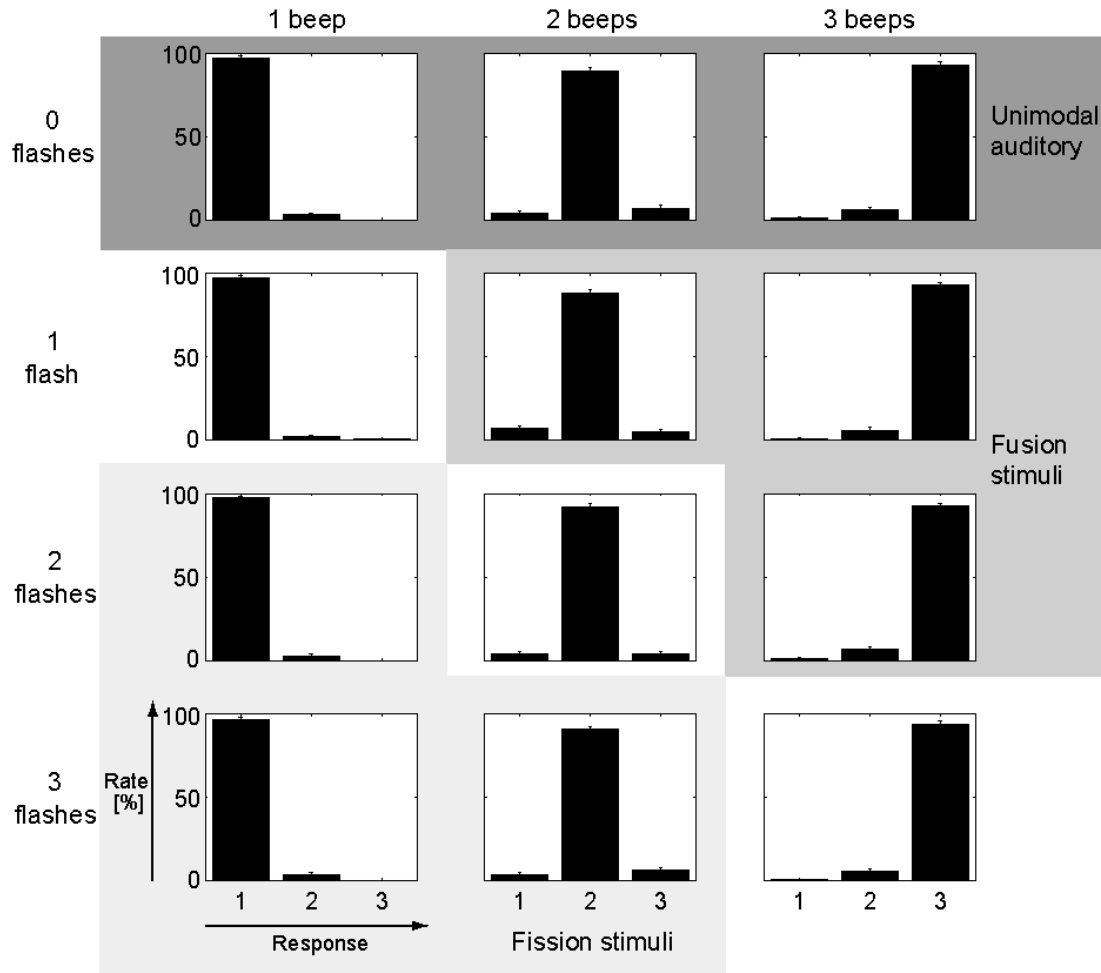 1 beep 2 beeps 3 beeps
0
flashes
100
50
0
Unimodal
auditory
1
flash
100
50
0
Fusion
stimuli
2
flashes
100
50
0
3
flashes
Rate
[%]
100
50
0
1 2 3 1 2 3 1 2 3
Response
Fission stimuli